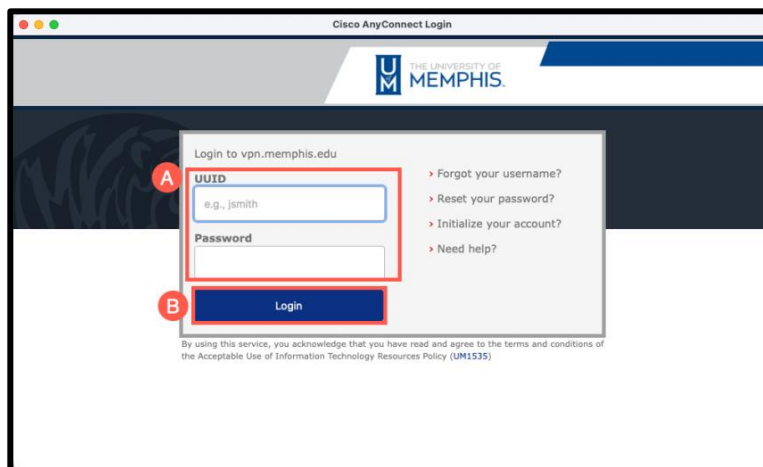 Cisco AnyConnect Login
UM
THE UNIVERSITY OF
MEMPHIS.
Login to vpn.memphis.edu
A
UUID
e.g., jsmith
Password
B
Login
› Forgot your username?
› Reset your password?
› Initialize your account?
› Need help?
By using this service, you acknowledge that you have read and agree to the terms and conditions of
the Acceptable Use of Information Technology Resources Policy (UM1535)